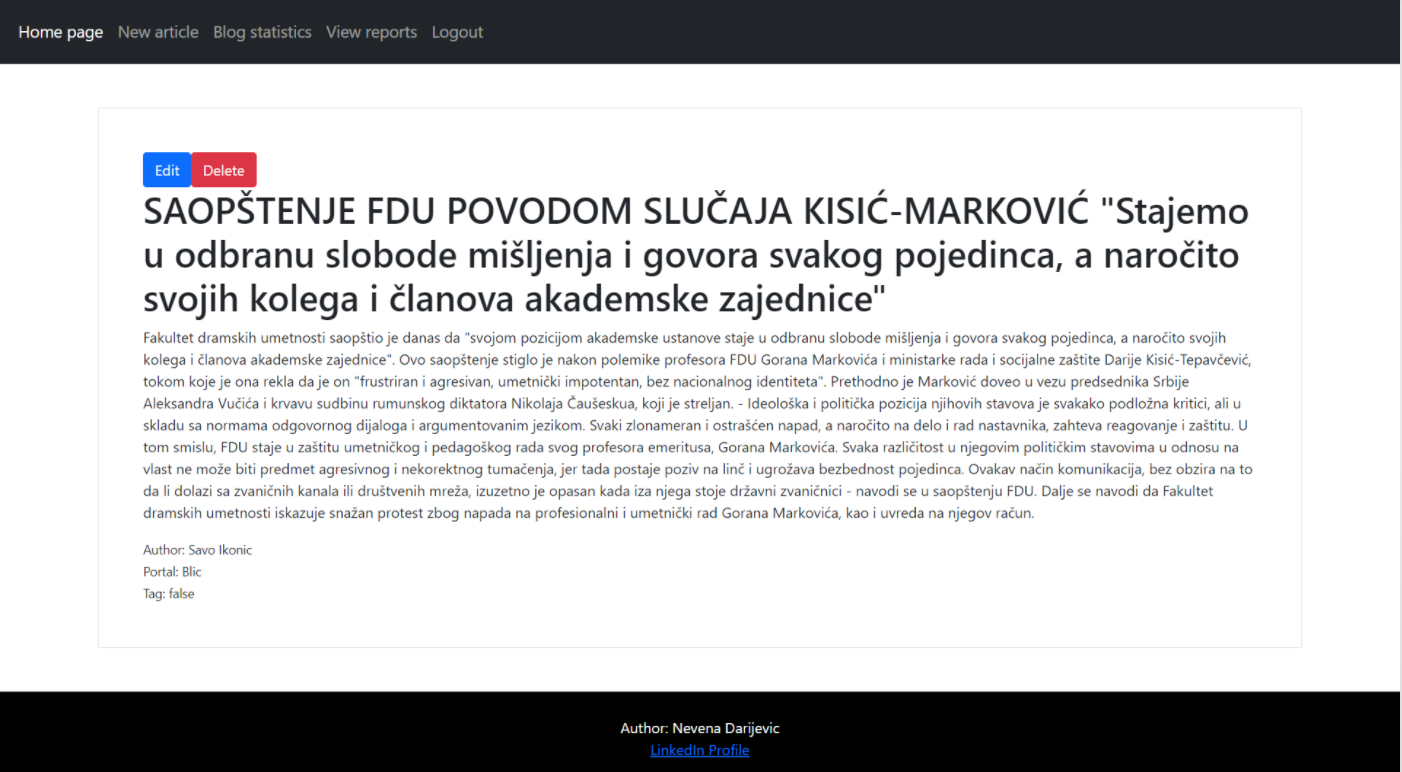 Home page New article Blog statistics View reports Logout
Edit Delete
SAOPŠTENJE FDU POVODOM SLUČAJA KISIĆ-MARKOVIĆ "Stajemo
u odbranu slobode mišljenja i govora svakog pojedinca, a naročito
svojih kolega i članova akademske zajednice"
Fakultet dramskih umetnosti saopštio je danas da "svojom pozicijom akademske ustanove staje u odbranu slobode mišljenja i govora svakog pojedinca, a naročito svojih
kolega i članova akademske zajednice". Ovo saopštenje stiglo je nakon polemike profesora FDU Gorana Markovića i ministarke rada i socijalne zaštite Darije Kisić-Tepavčević,
tokom koje je ona rekla da je on "frustriran i agresivan, umetnički impotentan, bez nacionalnog identiteta". Prethodno je Marković doveo u vezu predsednika Srbije
Aleksandra Vučića i krvavu sudbinu rumunskog diktatora Nikolaja Čaušeskua, koji je streljan. - Ideološka i politička pozicija njihovih stavova je svakako podložna kritici, ali u
skladu sa normama odgovornog dijaloga i argumentovanim jezikom. Svaki zlonameran i ostrašćen napad, a naročito na delo i rad nastavnika, zahteva reagovanje i zaštitu. U
tom smislu, FDU staje u zaštitu umetničkog i pedagoškog rada svog profesora emeritusa, Gorana Markovića. Svaka različitost u njegovim političkim stavovima u odnosu na
vlast ne može biti predmet agresivnog i nekorektnog tumačenja, jer tada postaje poziv na linč i ugrožava bezbednost pojedinca. Ovakav način komunikacija, bez obzira na to
da li dolazi sa zvaničnih kanala ili društvenih mreža, izuzetno je opasan kada iza njega stoje državni zvaničnici - navodi se u saopštenju FDU. Dalje se navodi da Fakultet
dramskih umetnosti iskazuje snažan protest zbog napada na profesionalni i umetnički rad Gorana Markovića, kao i uvreda na njegov račun.
Author: Savo Ikonic
Portal: Blic
Tag: false
Author: Nevena Darijevic
LinkedIn Profile